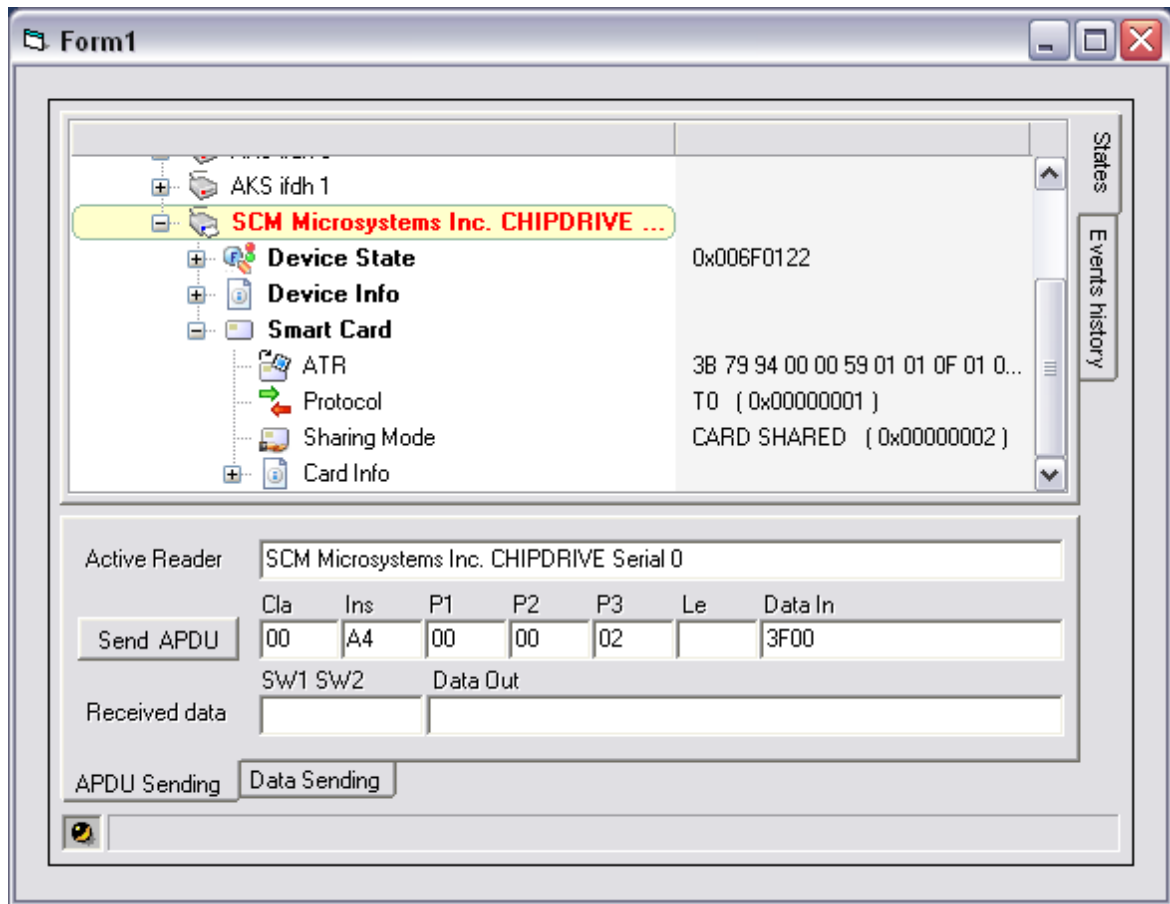 Form1
AKS ifdh 1
SCM Microsystems Inc. CHIPDRIVE ...
Device State 0x006F0122
Device Info
Smart Card
ATR 3B 79 94 00 00 59 01 01 0F 01 0...
Protocol T0 ( 0x00000001 )
Sharing Mode CARD SHARED ( 0x00000002 )
Card Info
States
Events history
Active Reader SCM Microsystems Inc. CHIPDRIVE Serial 0
Cla Ins P1 P2 P3 Le Data In
Send APDU 00 A4 00 00 02 3F00
SW1 SW2 Data Out
Received data
APDU Sending Data Sending